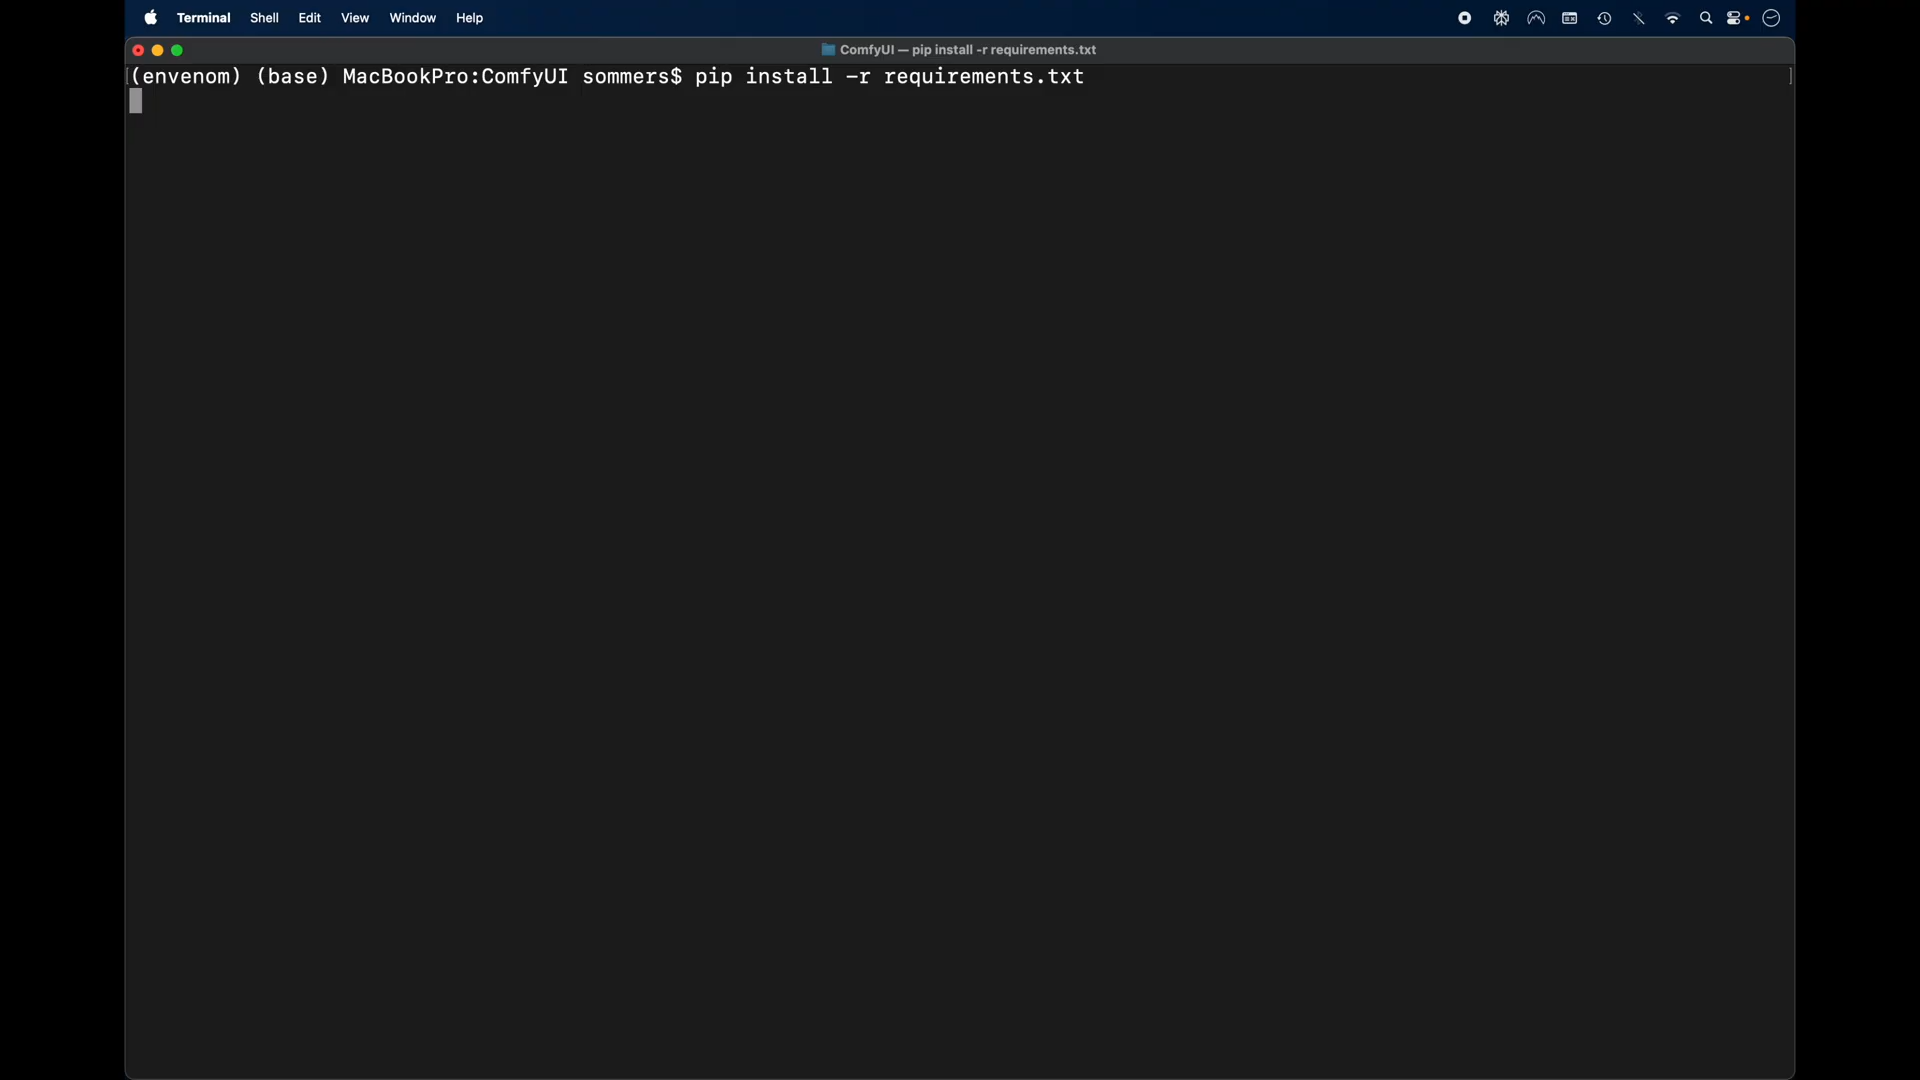 Terminal Shell Edit View Window Help
ComfyUI — pip install -r requirements.txt
(envenom) (base) MacBookPro:ComfyUI sommers$ pip install -r requirements.txt